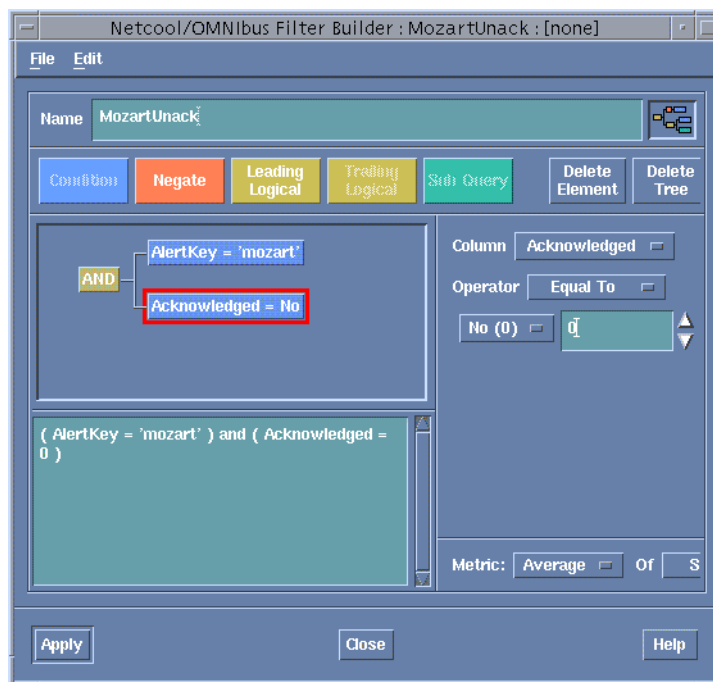 Netcool/OMNIbus Filter Builder : MozartUnack : [none]
File Edit
Name MozartUnack
Condition Negate Leading Logical Trailing Logical Sub Query Delete Element Delete Tree
AND
AlertKey = 'mozart'
Acknowledged = No
Column Acknowledged
Operator Equal To
No (0) 0
( AlertKey = 'mozart' ) and ( Acknowledged =
0 )
Metric: Average Of S
Apply Close Help